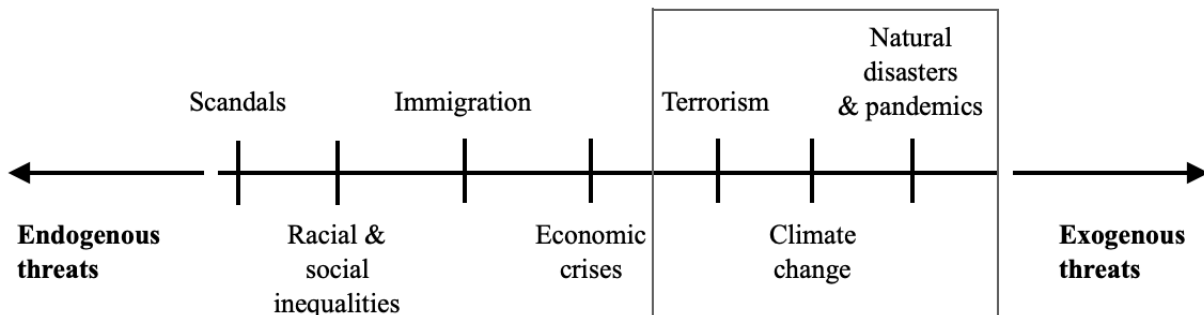 Natural
disasters
& pandemics
Scandals
Immigration
Terrorism
Endogenous
threats
Racial &
social
inequalities
Economic
crises
Climate
change
Exogenous
threats